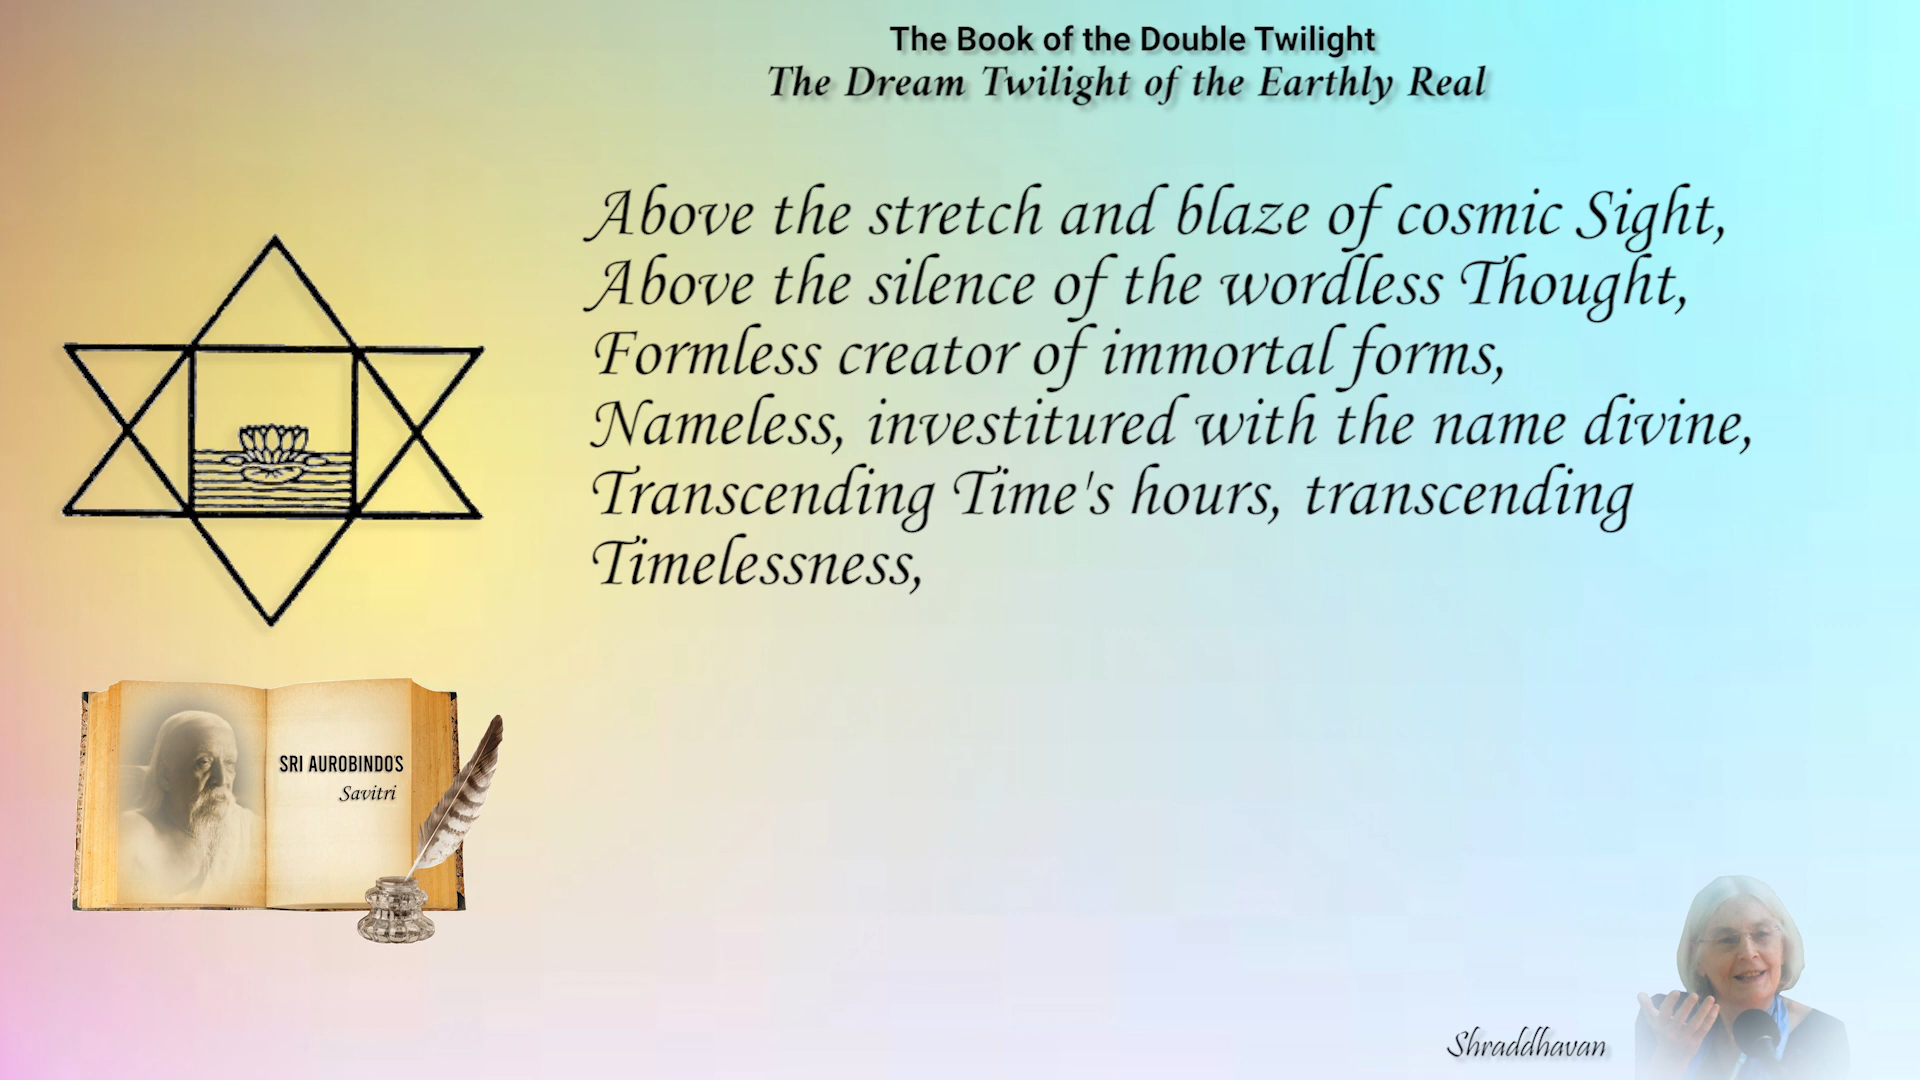 The Book of the Double Twilight
The Dream Twilight of the Earthly Real
Above the stretch and blaze of cosmic Sight,
Above the silence of the wordless Thought,
Formless creator of immortal forms,
Nameless, investitured with the name divine,
Transcending Time's hours, transcending
Timelessness,
SRI AUROBINDO'S
Savitri
Shraddhavan